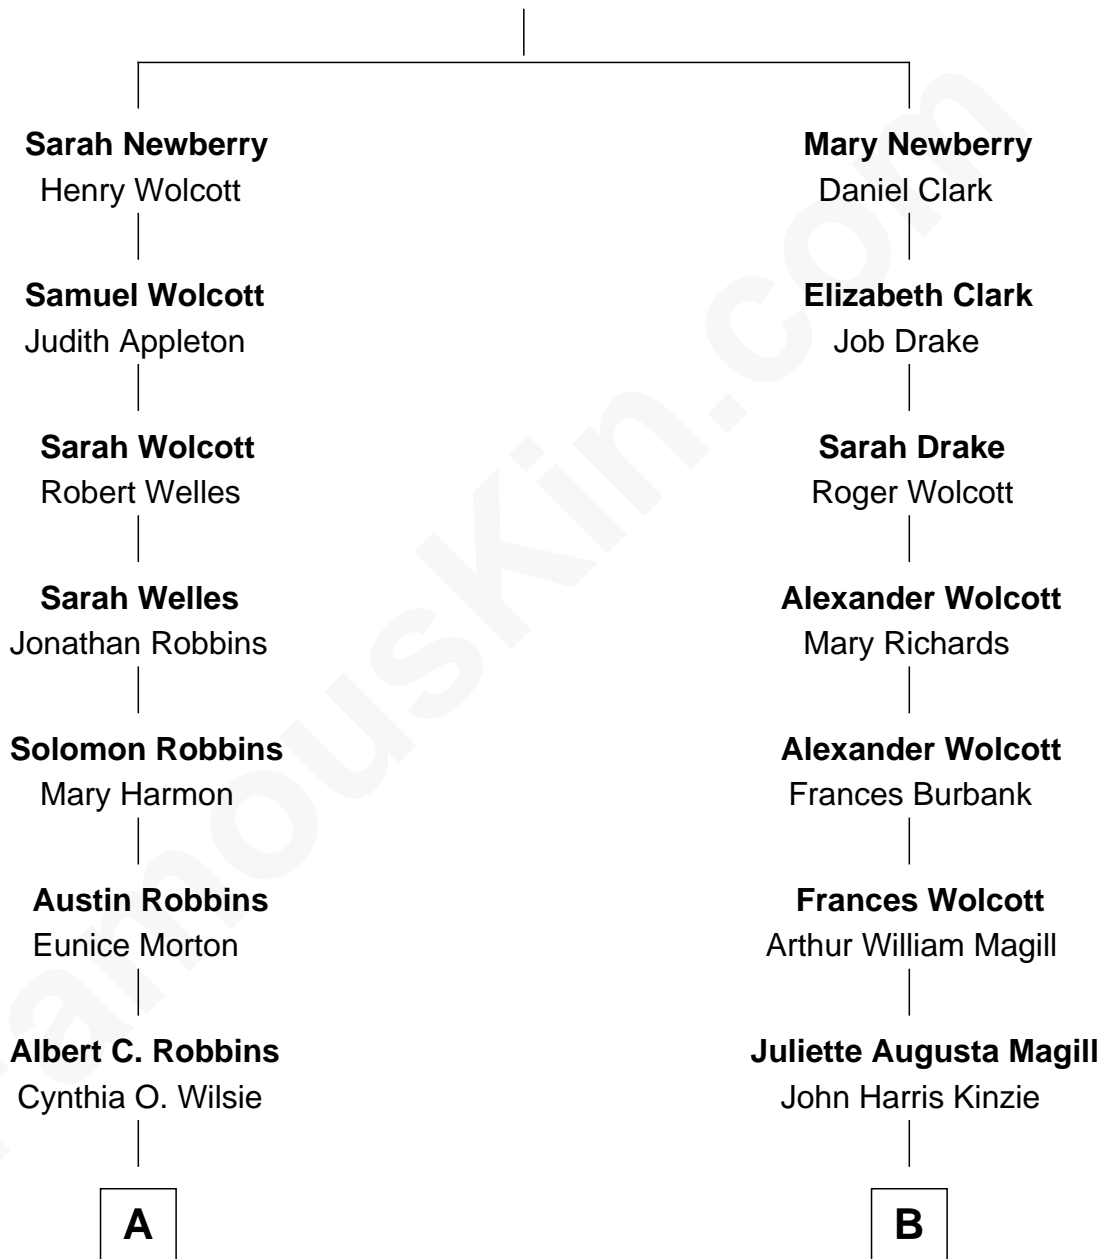 Sarah Newberry
Henry Wolcott
Samuel Wolcott
Judith Appleton
Sarah Wolcott
Robert Welles
Sarah Welles
Jonathan Robbins
Solomon Robbins
Mary Harmon
Austin Robbins
Eunice Morton
Albert C. Robbins
Cynthia O. Wilsie
A
Mary Newberry
Daniel Clark
Elizabeth Clark
Job Drake
Sarah Drake
Roger Wolcott
Alexander Wolcott
Mary Richards
Alexander Wolcott
Frances Burbank
Frances Wolcott
Arthur William Magill
Juliette Augusta Magill
John Harris Kinzie
B
FamousKin.com